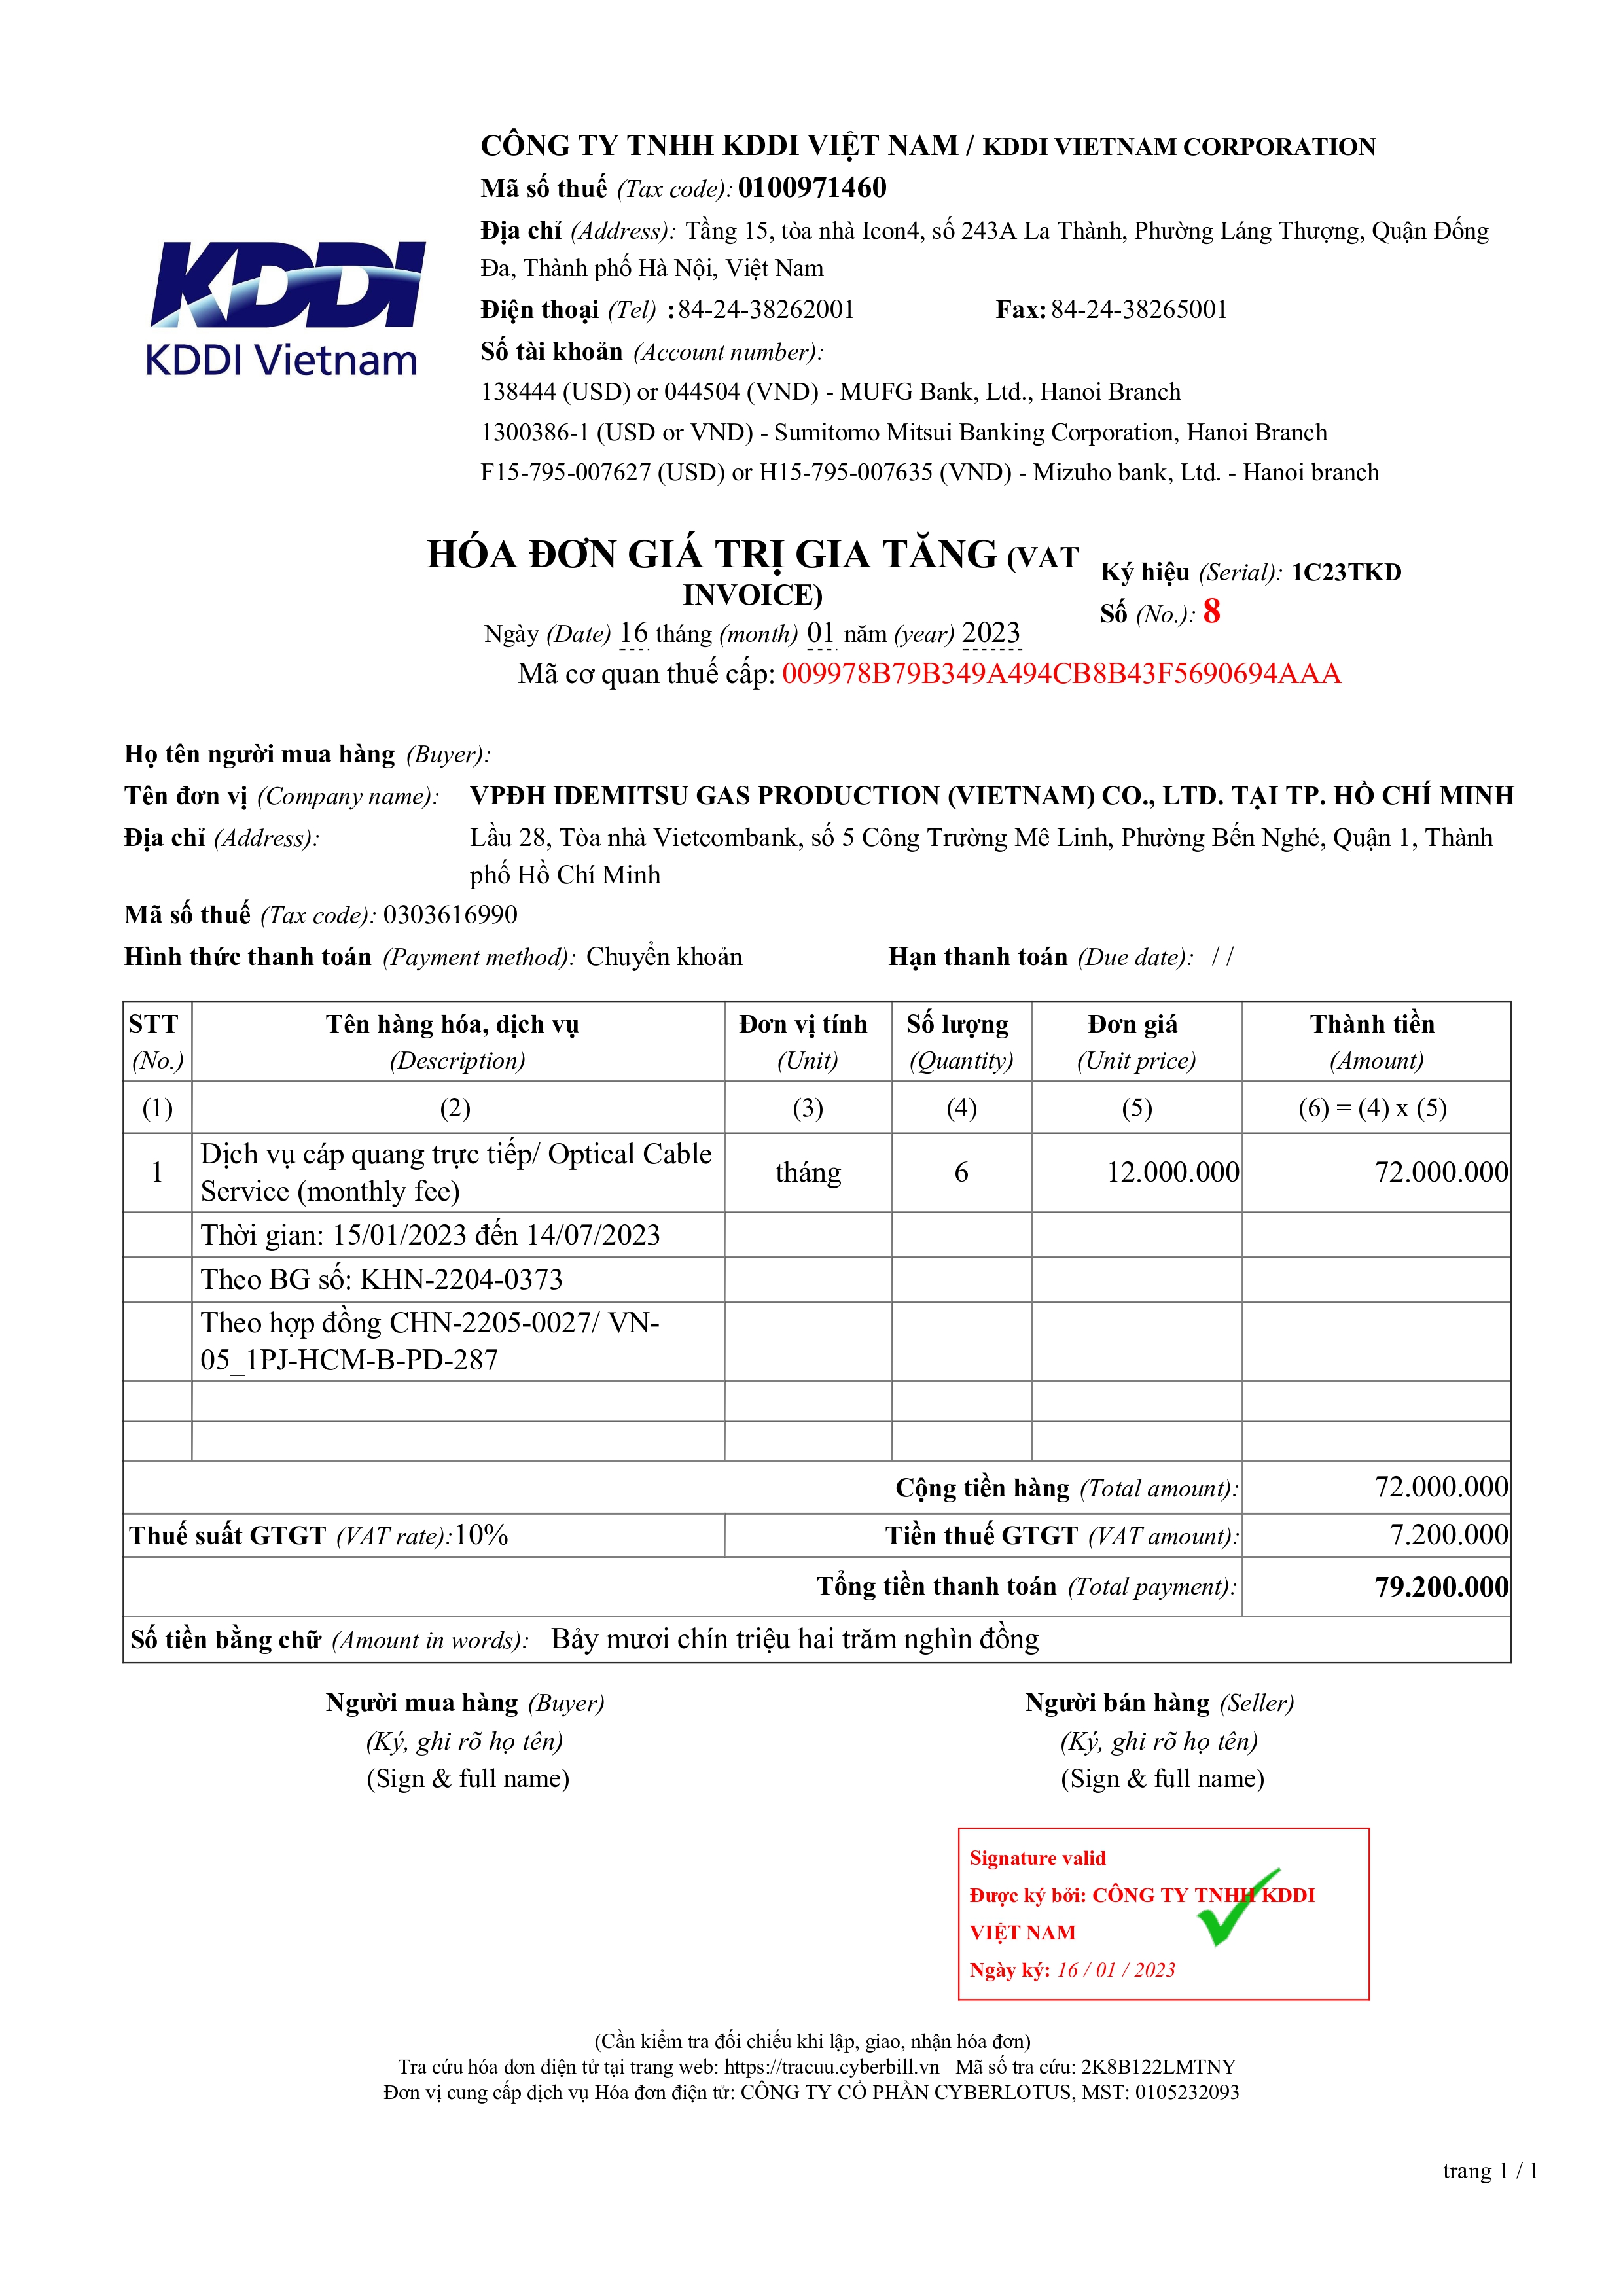 CÔNG TY TNHH KDDI VIỆT NAM / KDDI VIETNAM CORPORATION
Mã số thuế (Tax code): 0100971460
Địa chỉ (Address): Tầng 15, tòa nhà Icon4, số 243A La Thành, Phường Láng Thượng, Quận Đống
Đa, Thành phố Hà Nội, Việt Nam
Điện thoại (Tel) : 84-24-38262001 Fax: 84-24-38265001
Số tài khoản (Account number):
138444 (USD) or 044504 (VND) - MUFG Bank, Ltd., Hanoi Branch
1300386-1 (USD or VND) - Sumitomo Mitsui Banking Corporation, Hanoi Branch
F15-795-007627 (USD) or H15-795-007635 (VND) - Mizuho bank, Ltd. - Hanoi branch
KDDI
KDDI Vietnam
HÓA ĐƠN GIÁ TRỊ GIA TĂNG (VAT
INVOICE)
Ký hiệu (Serial): 1C23TKD
Số (No.): 8
Ngày (Date) 16 tháng (month) 01 năm (year) 2023
Mã cơ quan thuế cấp: 009978B79B349A494CB8B43F5690694AAA
Họ tên người mua hàng (Buyer):
Tên đơn vị (Company name): VPĐH IDEMITSU GAS PRODUCTION (VIETNAM) CO., LTD. TẠI TP. HỒ CHÍ MINH
Địa chỉ (Address): Lầu 28, Tòa nhà Vietcombank, số 5 Công Trường Mê Linh, Phường Bến Nghé, Quận 1, Thành
phố Hồ Chí Minh
Mã số thuế (Tax code): 0303616990
Hình thức thanh toán (Payment method): Chuyển khoản Hạn thanh toán (Due date): / /
STT Tên hàng hóa, dịch vụ Đơn vị tính Số lượng Đơn giá Thành tiền
(No.) (Description) (Unit) (Quantity) (Unit price) (Amount)
(1) (2) (3) (4) (5) (6) = (4) x (5)
1 Dịch vụ cáp quang trực tiếp/ Optical Cable
Service (monthly fee) tháng 6 12.000.000 72.000.000
Thời gian: 15/01/2023 đến 14/07/2023
Theo BG số: KHN-2204-0373
Theo hợp đồng CHN-2205-0027/ VN-
05_1PJ-HCM-B-PD-287
Cộng tiền hàng (Total amount): 72.000.000
Thuế suất GTGT (VAT rate):10% Tiền thuế GTGT (VAT amount): 7.200.000
Tổng tiền thanh toán (Total payment): 79.200.000
Số tiền bằng chữ (Amount in words): Bảy mươi chín triệu hai trăm nghìn đồng
Người mua hàng (Buyer) Người bán hàng (Seller)
(Ký, ghi rõ họ tên) (Ký, ghi rõ họ tên)
(Sign & full name) (Sign & full name)
Signature valid
Được ký bởi: CÔNG TY TNHH KDDI
VIỆT NAM
Ngày ký: 16 / 01 / 2023
(Cần kiểm tra đối chiếu khi lập, giao, nhận hóa đơn)
Tra cứu hóa đơn điện tử tại trang web: https://tracuu.cyberbill.vn Mã số tra cứu: 2K8B122LMTNY
Đơn vị cung cấp dịch vụ Hóa đơn điện tử: CÔNG TY CỔ PHẦN CYBERLOTUS, MST: 0105232093
trang 1 / 1